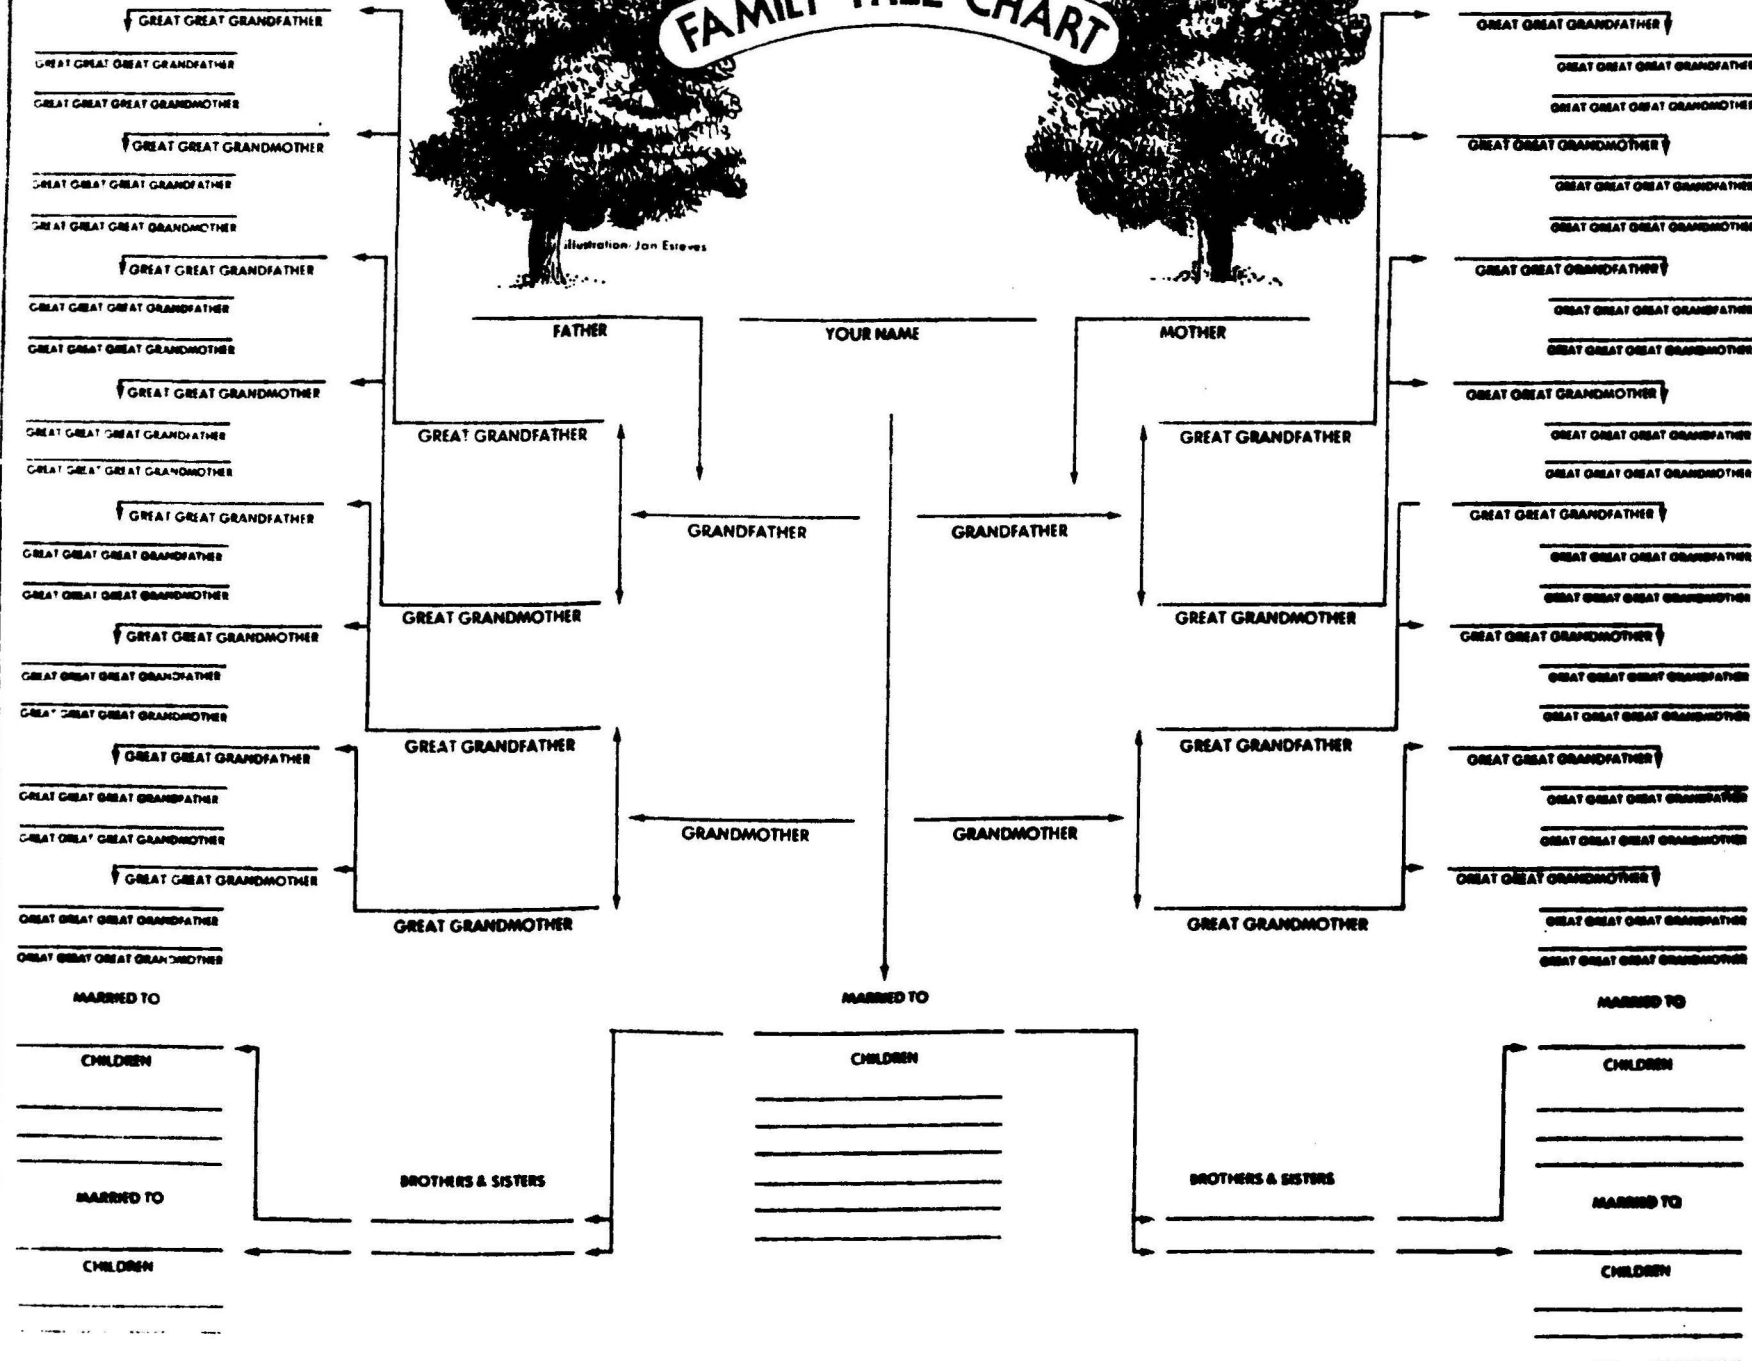 FAMILY TREE CHART
Illustration: Jan Esteves
GREAT GREAT GRANDFATHER
GREAT GREAT GREAT GRANDFATHER
GREAT GREAT GREAT GRANDMOTHER
GREAT GREAT GRANDMOTHER
GREAT GREAT GREAT GRANDFATHER
GREAT GREAT GREAT GRANDMOTHER
GREAT GREAT GRANDFATHER
GREAT GREAT GREAT GRANDFATHER
GREAT GREAT GREAT GRANDMOTHER
GREAT GREAT GRANDMOTHER
GREAT GREAT GREAT GRANDFATHER
GREAT GREAT GREAT GRANDMOTHER
GREAT GREAT GRANDFATHER
GREAT GREAT GREAT GRANDFATHER
GREAT GREAT GREAT GRANDMOTHER
GREAT GREAT GRANDMOTHER
GREAT GREAT GREAT GRANDFATHER
GREAT GREAT GREAT GRANDMOTHER
GREAT GREAT GRANDFATHER
GREAT GREAT GREAT GRANDFATHER
GREAT GREAT GREAT GRANDMOTHER
GREAT GREAT GRANDMOTHER
GREAT GREAT GREAT GRANDFATHER
GREAT GREAT GREAT GRANDMOTHER
MARRIED TO
CHILDREN
MARRIED TO
CHILDREN
FATHER
YOUR NAME
MOTHER
GREAT GRANDFATHER
GREAT GRANDFATHER
GRANDFATHER
GRANDFATHER
GREAT GRANDMOTHER
GREAT GRANDMOTHER
GREAT GRANDFATHER
GREAT GRANDFATHER
GRANDMOTHER
GRANDMOTHER
GREAT GRANDMOTHER
GREAT GRANDMOTHER
MARRIED TO
CHILDREN
BROTHERS & SISTERS
BROTHERS & SISTERS
GREAT GREAT GRANDFATHER
GREAT GREAT GREAT GRANDFATHER
GREAT GREAT GREAT GRANDMOTHER
GREAT GREAT GRANDMOTHER
GREAT GREAT GREAT GRANDFATHER
GREAT GREAT GREAT GRANDMOTHER
GREAT GREAT GRANDFATHER
GREAT GREAT GREAT GRANDFATHER
GREAT GREAT GREAT GRANDMOTHER
GREAT GREAT GRANDMOTHER
GREAT GREAT GREAT GRANDFATHER
GREAT GREAT GREAT GRANDMOTHER
GREAT GREAT GRANDFATHER
GREAT GREAT GREAT GRANDFATHER
GREAT GREAT GREAT GRANDMOTHER
GREAT GREAT GRANDMOTHER
GREAT GREAT GREAT GRANDFATHER
GREAT GREAT GREAT GRANDMOTHER
GREAT GREAT GRANDFATHER
GREAT GREAT GREAT GRANDFATHER
GREAT GREAT GREAT GRANDMOTHER
GREAT GREAT GRANDMOTHER
GREAT GREAT GREAT GRANDFATHER
GREAT GREAT GREAT GRANDMOTHER
MARRIED TO
CHILDREN
MARRIED TO
CHILDREN